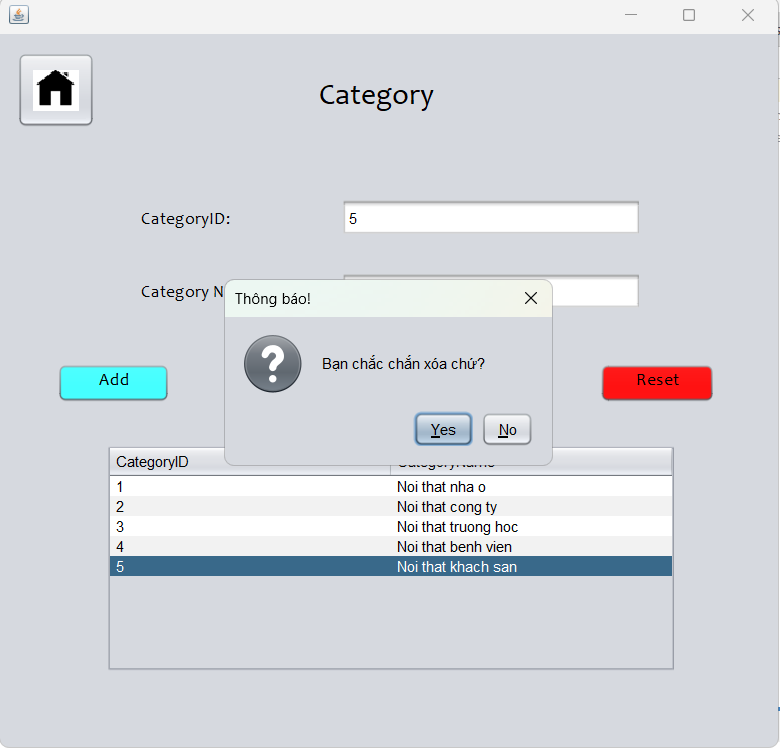 Category
CategoryID:
5
Category N
Thông báo!
Bạn chắc chắn xóa chứ?
Yes
No
Add
Reset
CategoryID CategoryName
1 Noi that nha o
2 Noi that cong ty
3 Noi that truong hoc
4 Noi that benh vien
5 Noi that khach san